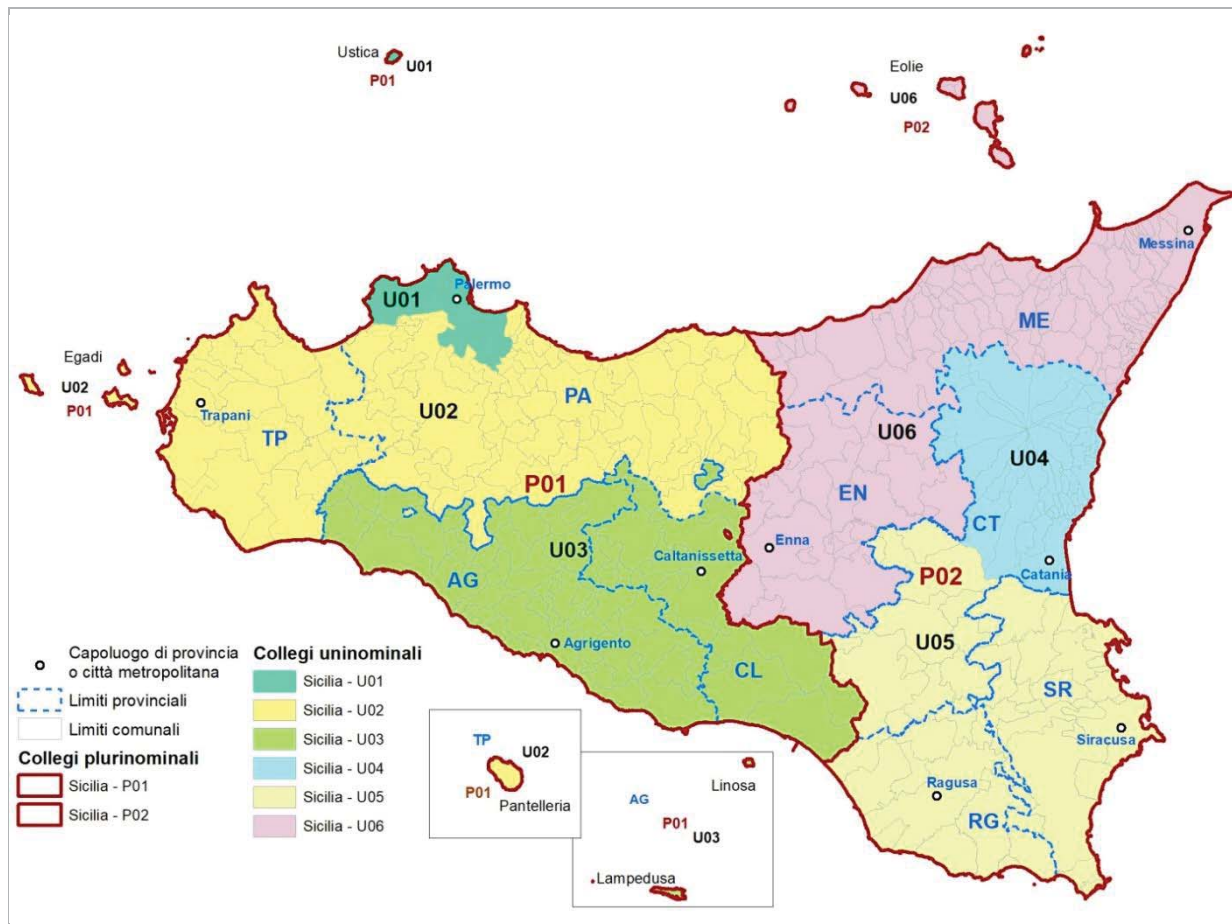 Ustica
U01
P01
Eolie
U06
P02
Messina
Palermo
U01
ME
Egadi
U02
P01
Trapani
TP
U02
PA
U06
U04
P01
EN
CT
U03
Caltanissetta
Enna
Catania
AG
P02
Agrigento
U05
CL
SR
Siracusa
Ragusa
RG
Capoluogo di provincia
o città metropolitana
Limiti provinciali
Limiti comunali
Collegi plurinominali
Sicilia - P01
Sicilia - P02
Collegi uninominali
Sicilia - U01
Sicilia - U02
Sicilia - U03
Sicilia - U04
Sicilia - U05
Sicilia - U06
TP
U02
P01
Pantelleria
Linosa
AG
P01
U03
Lampedusa